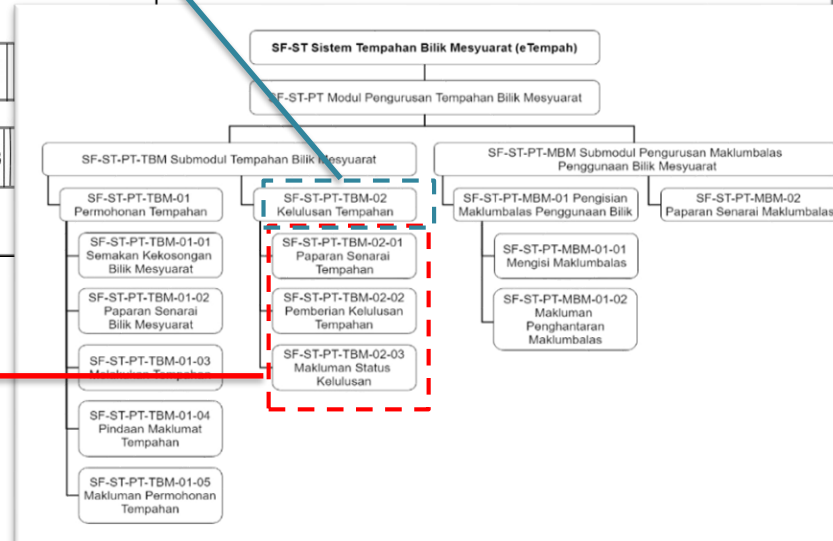 SF-ST Sistem Tempahan Bilik Mesyuarat (eTempah)
SF-ST-PT Modul Pengurusan Tempahan Bilik Mesyuarat
SF-ST-PT-TBM Submodul Tempahan Bilik Mesyuarat
SF-ST-PT-TBM-01
Permohonan Tempahan
SF-ST-PT-TBM-01-01
Semakan Kekosongan
Bilik Mesyuarat
SF-ST-PT-TBM-01-02
Paparan Senarai
Bilik Mesyuarat
SF-ST-PT-TBM-01-03
Melakukan Tempahan
SF-ST-PT-TBM-01-04
Pindaan Maklumat
Tempahan
SF-ST-PT-TBM-01-05
Makluman Permohonan
Tempahan
SF-ST-PT-TBM-02
Kelulusan Tempahan
SF-ST-PT-TBM-02-01
Paparan Senarai
Tempahan
SF-ST-PT-TBM-02-02
Pemberian Kelulusan
Tempahan
SF-ST-PT-TBM-02-03
Makluman Status
Kelulusan
SF-ST-PT-MBM Submodul Pengurusan Maklumbalas
Penggunaan Bilik Mesyuarat
SF-ST-PT-MBM-01 Pengisian
Maklumbalas Penggunaan Bilik
SF-ST-PT-MBM-01-01
Mengisi Maklumbalas
SF-ST-PT-MBM-01-02
Makluman
Penghantaran
Maklumbalas
SF-ST-PT-MBM-02
Paparan Senarai Maklumbalas